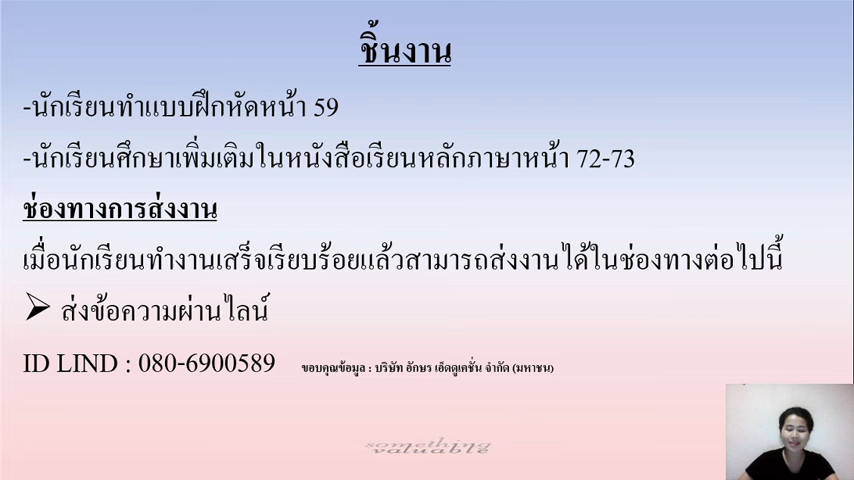 ชิ้นงาน
-นักเรียนทำแบบฝึกหัดหน้า 59
-นักเรียนศึกษาเพิ่มเติมในหนังสือเรียนหลักภาษาหน้า 72-73
ช่องทางการส่งงาน
เมื่อนักเรียนทำงานเสร็จเรียบร้อยแล้วสามารถส่งงานได้ในช่องทางต่อไปนี้
➢ ส่งข้อความผ่านไลน์
ID LIND : 080-6900589 ขอบคุณข้อมูล : บริษัท อักษร เอ็ดดูเคชั่น จำกัด (มหาชน)
something
valuable